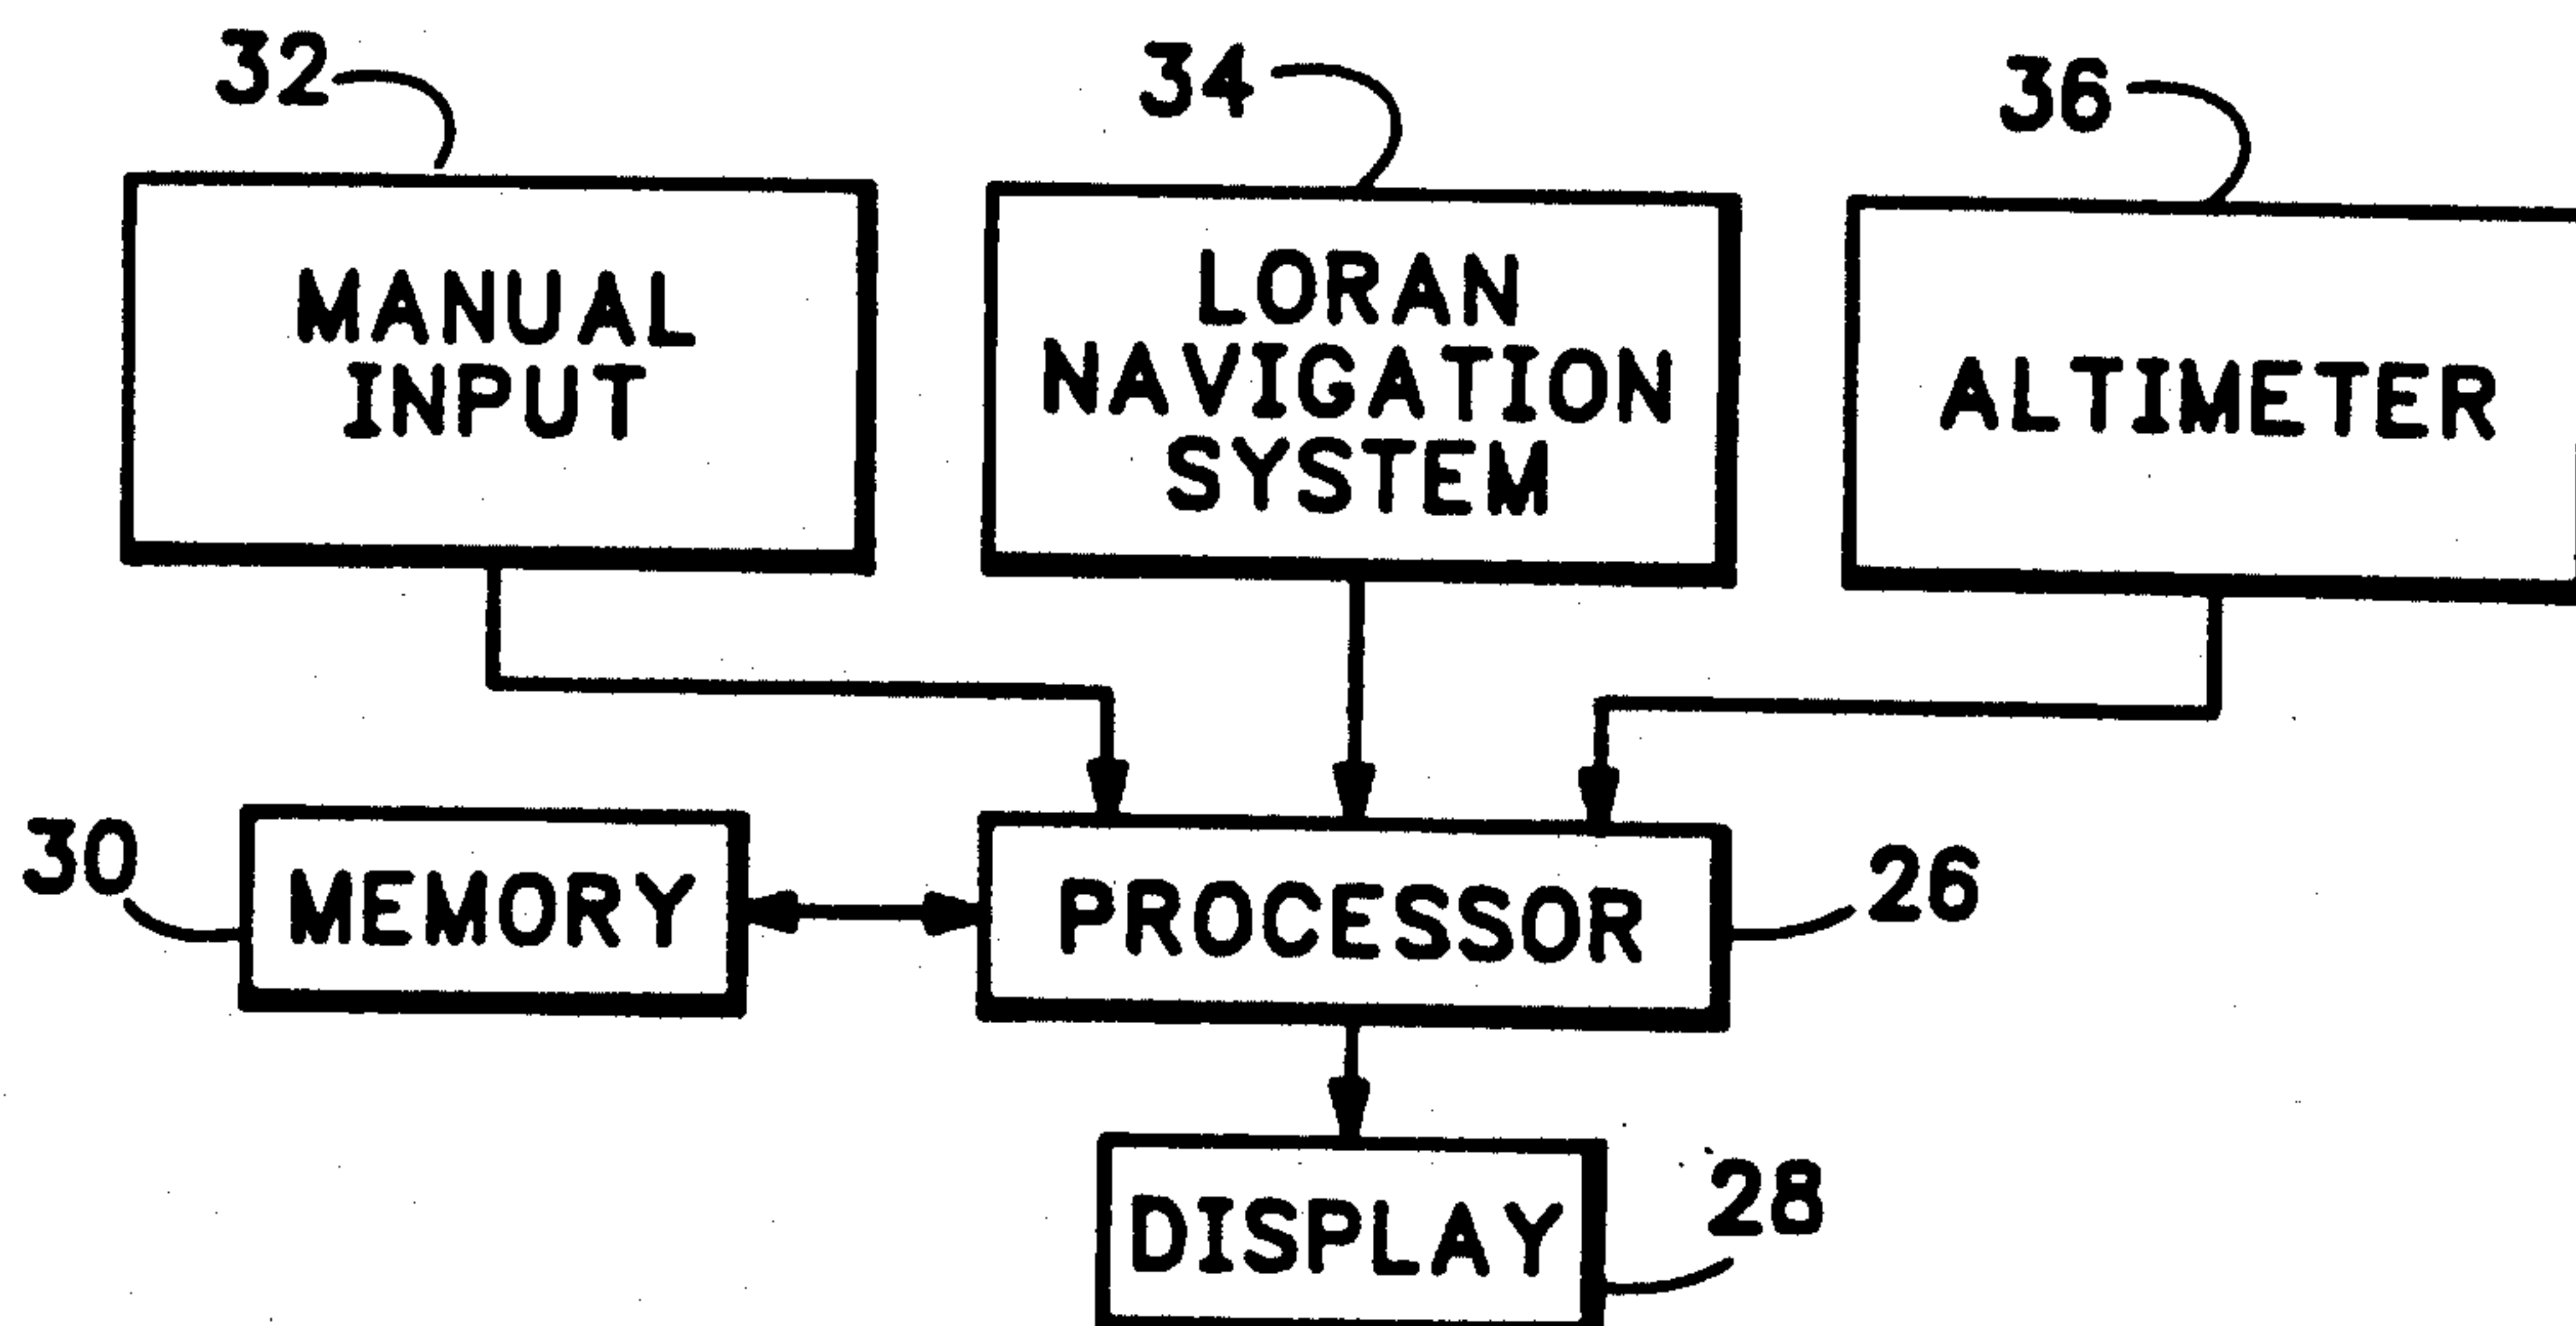 32
34
36
MANUAL
INPUT
LORAN
NAVIGATION
SYSTEM
ALTIMETER
30
MEMORY
PROCESSOR
26
DISPLAY
28